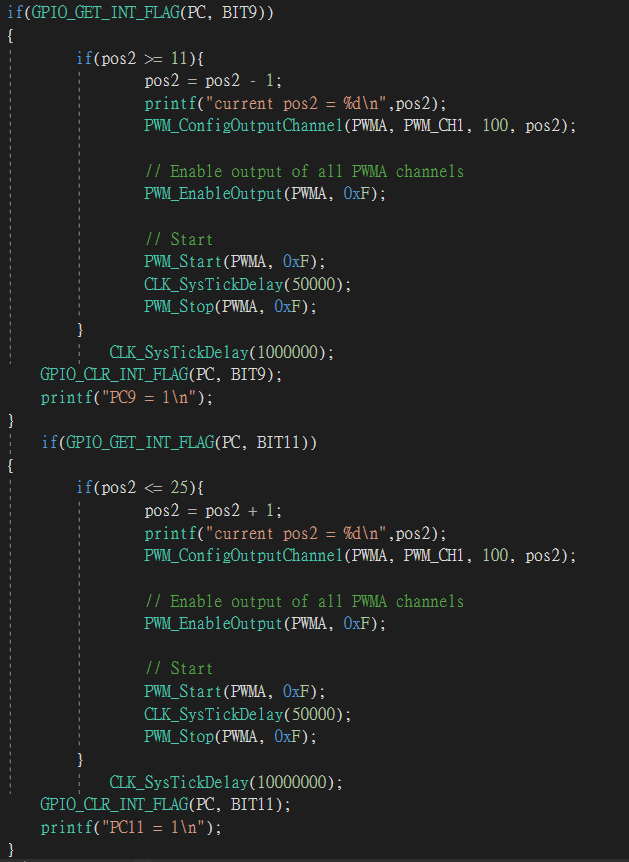 if(GPIO_GET_INT_FLAG(PC, BIT9))
{
if(pos2 >= 11){
pos2 = pos2 - 1;
printf("current pos2 = %d\n",pos2);
PWM_ConfigOutputChannel(PWMA, PWM_CH1, 100, pos2);
// Enable output of all PWMA channels
PWM_EnableOutput(PWMA, 0xF);
// Start
PWM_Start(PWMA, 0xF);
CLK_SysTickDelay(50000);
PWM_Stop(PWMA, 0xF);
}
CLK_SysTickDelay(1000000);
GPIO_CLR_INT_FLAG(PC, BIT9);
printf("PC9 = 1\n");
}
if(GPIO_GET_INT_FLAG(PC, BIT11))
{
if(pos2 <= 25){
pos2 = pos2 + 1;
printf("current pos2 = %d\n",pos2);
PWM_ConfigOutputChannel(PWMA, PWM_CH1, 100, pos2);
// Enable output of all PWMA channels
PWM_EnableOutput(PWMA, 0xF);
// Start
PWM_Start(PWMA, 0xF);
CLK_SysTickDelay(50000);
PWM_Stop(PWMA, 0xF);
}
CLK_SysTickDelay(10000000);
GPIO_CLR_INT_FLAG(PC, BIT11);
printf("PC11 = 1\n");
}